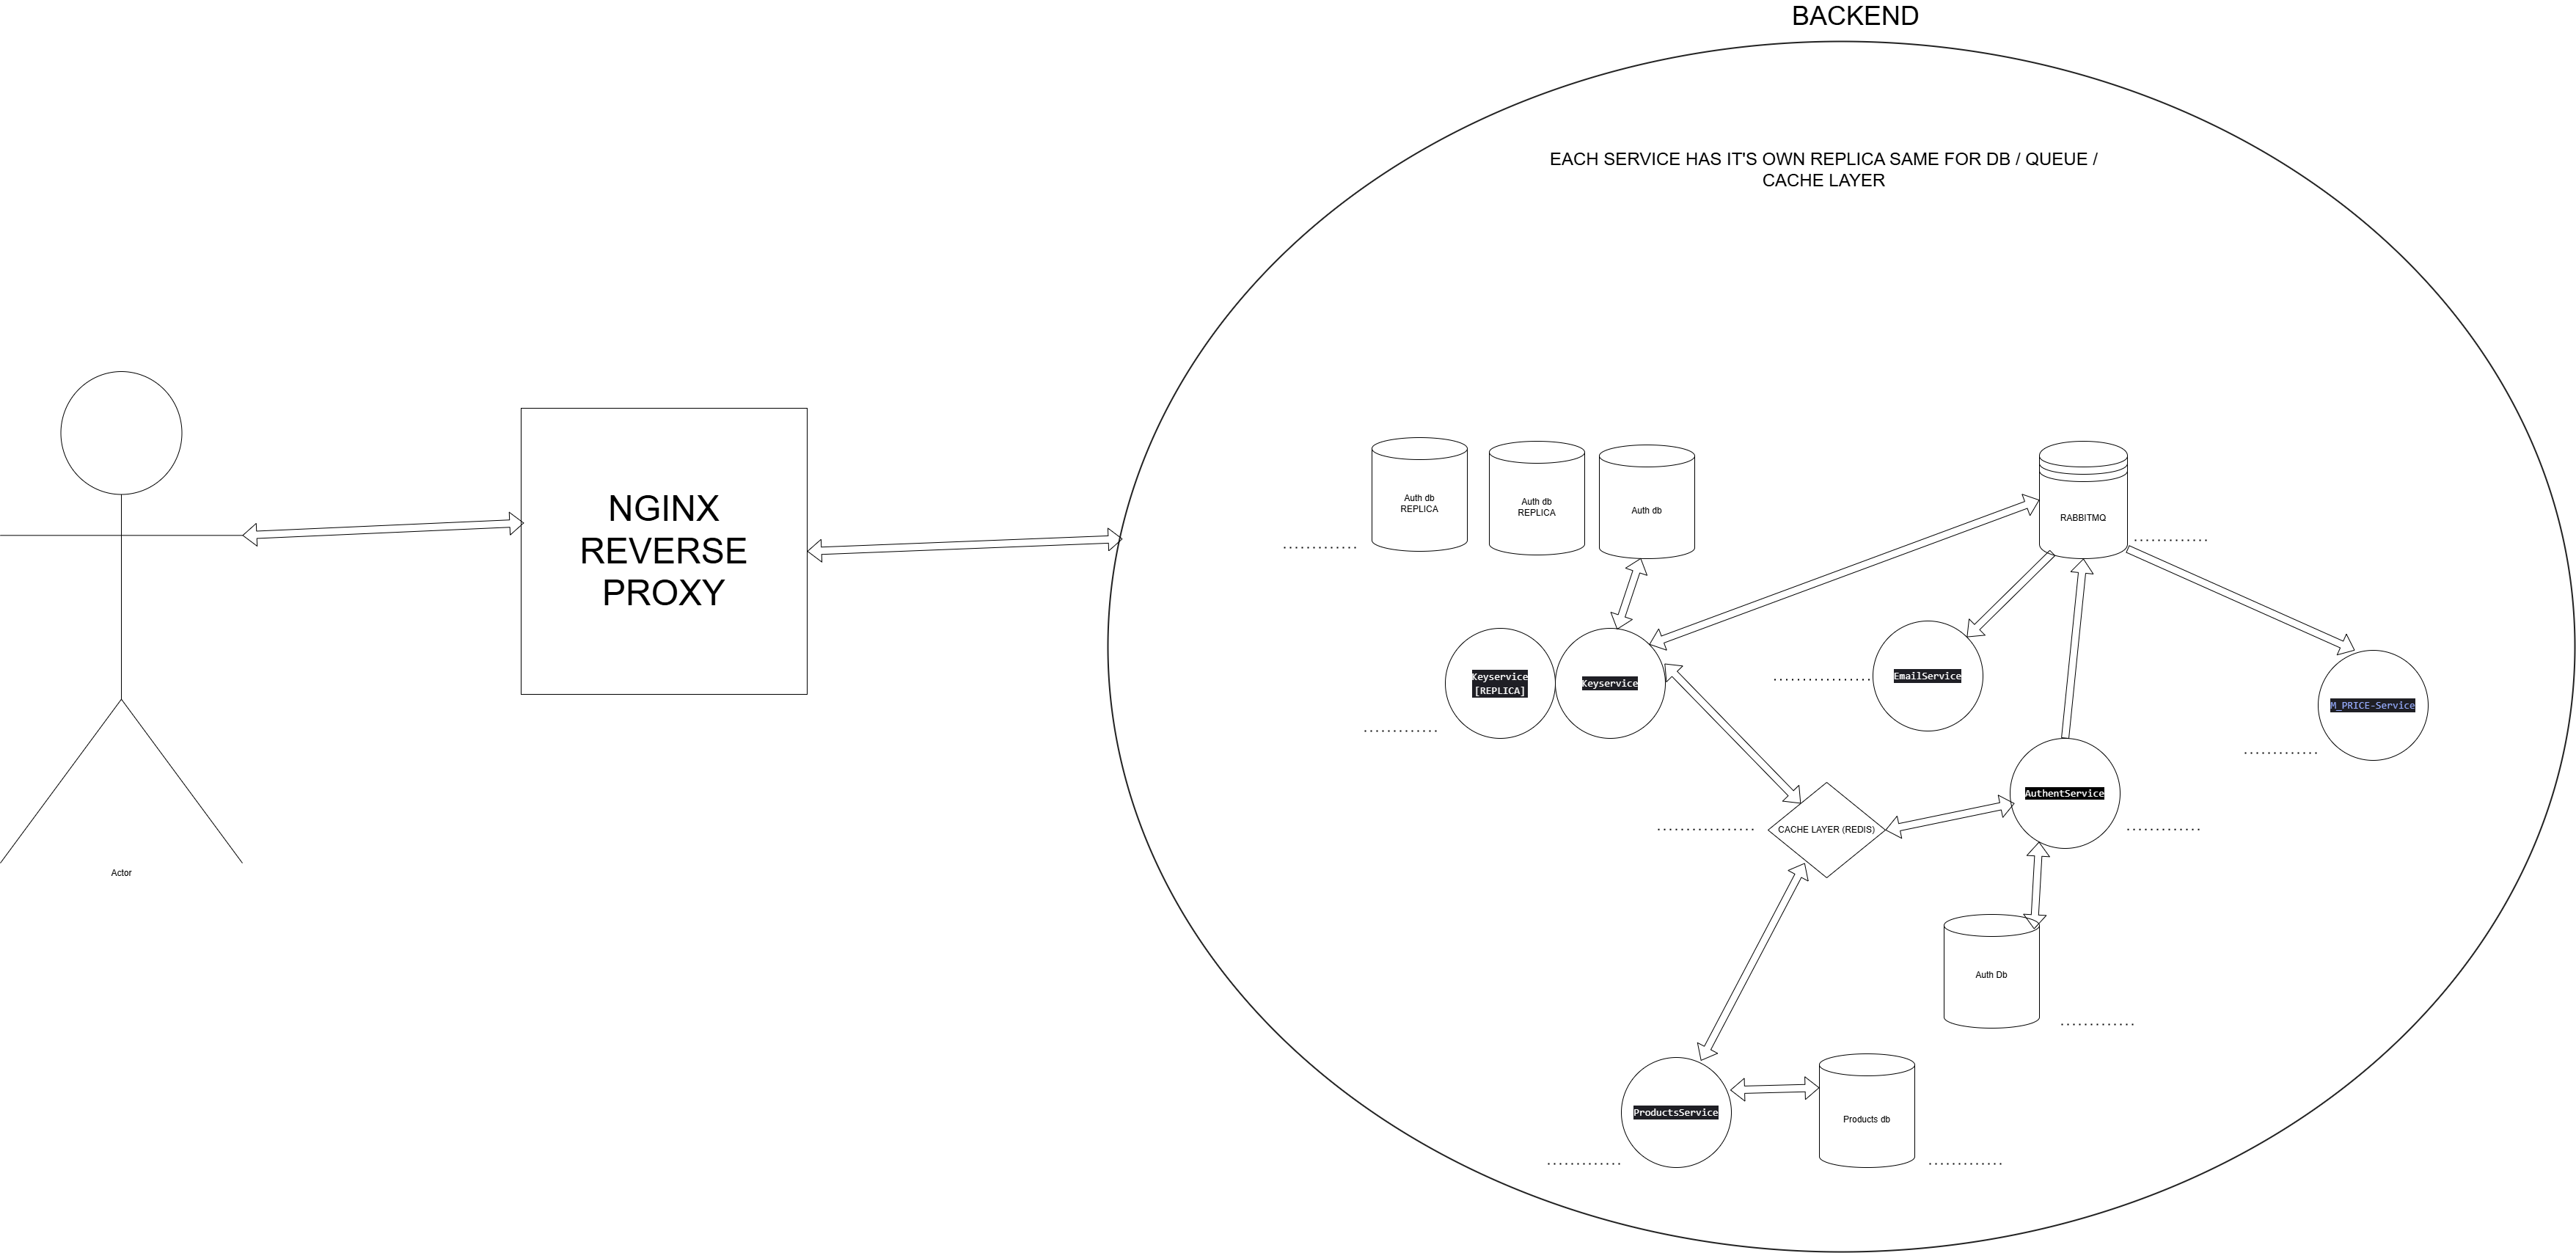 BACKEND
EACH SERVICE HAS IT'S OWN REPLICA SAME FOR DB / QUEUE /
CACHE LAYER
NGINX
REVERSE
PROXY
Actor
Auth db
REPLICA
Auth db
REPLICA
Auth db
RABBITMQ
.............
.............
Keyservice
[REPLICA]
Keyservice
EmailService
M_PRICE-Service
.................
.............
.............
AuthentService
CACHE LAYER (REDIS)
.................
.............
Auth Db
.............
ProductsService
Products db
.............
.............